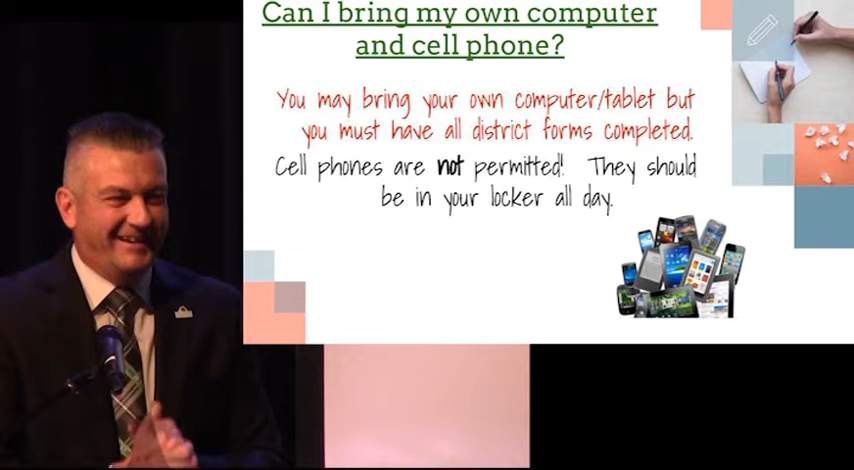 Can I bring my own computer
and cell phone?
You may bring your own computer/tablet but
you must have all district forms completed.
Cell phones are not permitted! They should
be in your locker all day.